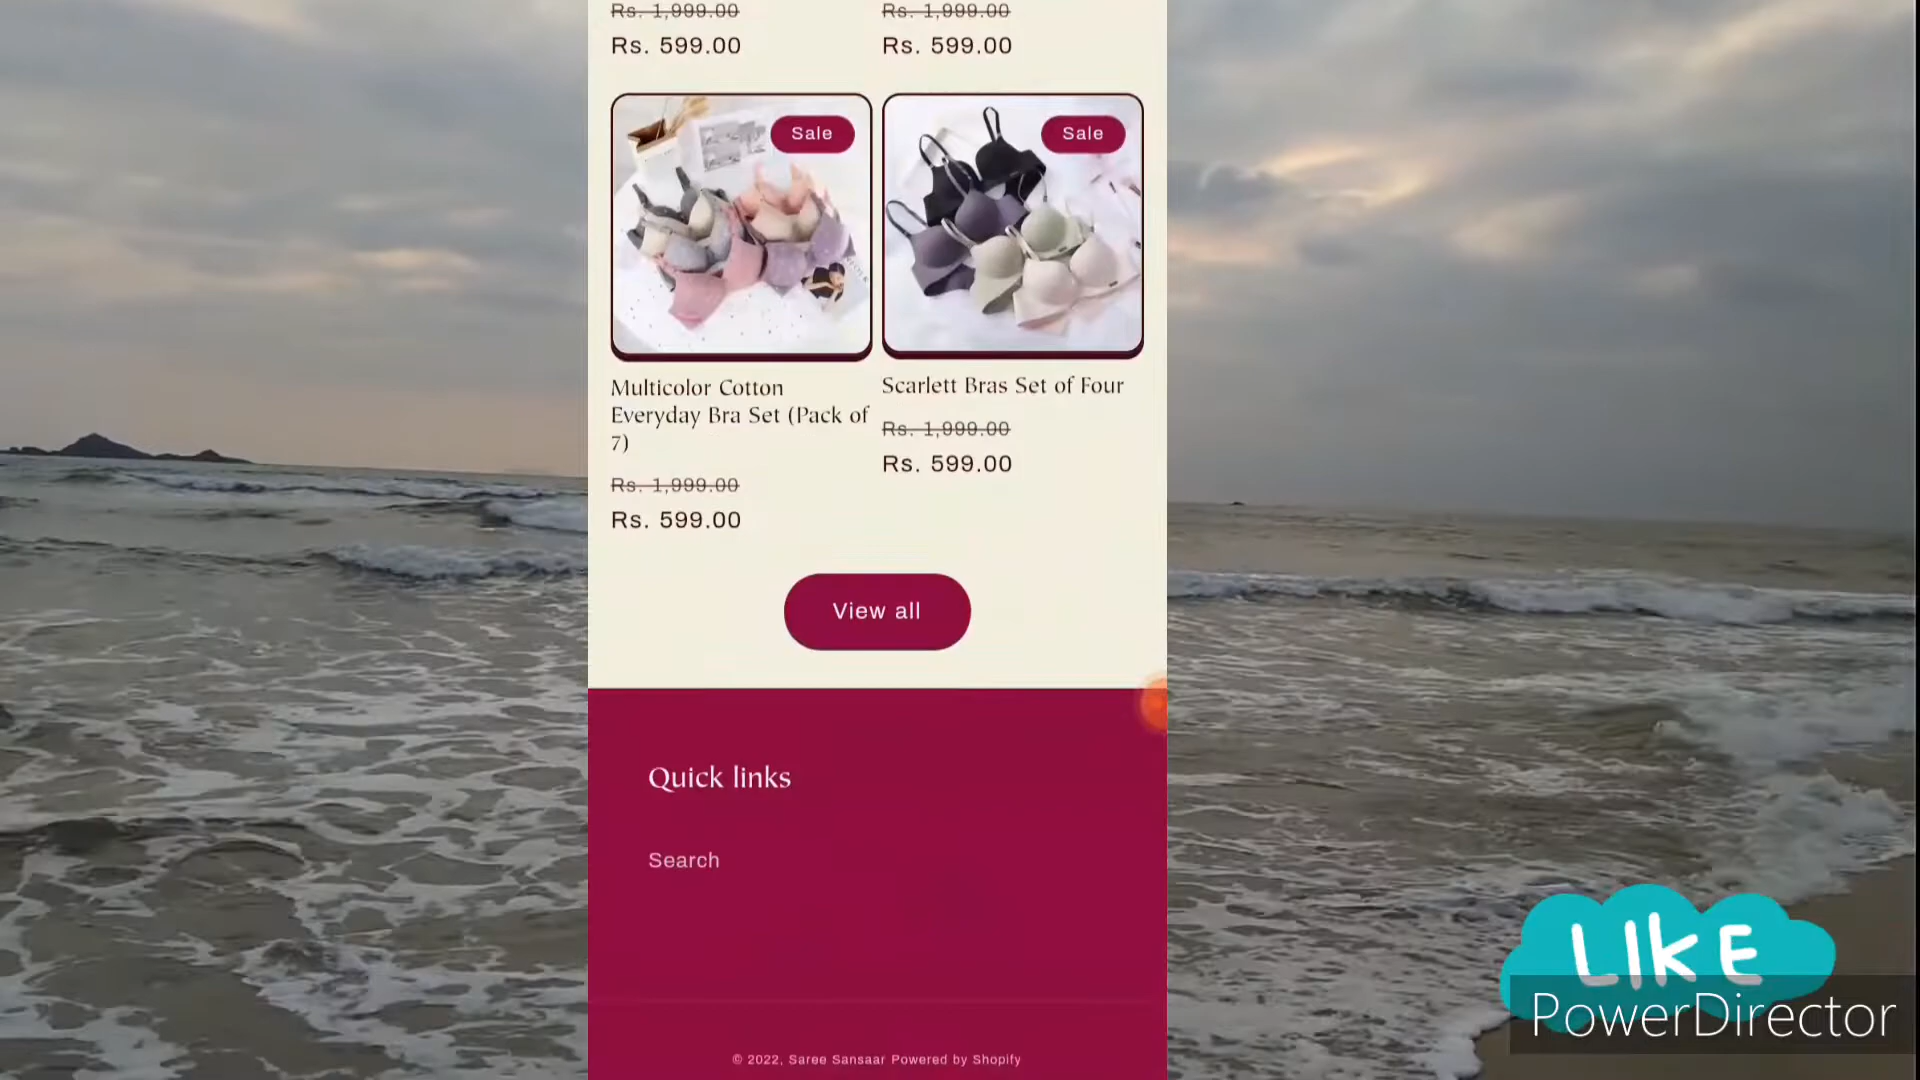 Rs. 1,999.00 Rs. 1,999.00
Rs. 599.00 Rs. 599.00
Sale Sale
Multicolor Cotton
Everyday Bra Set (Pack of
7)
Rs. 1,999.00
Rs. 599.00
Scarlett Bras Set of Four
Rs. 1,999.00
Rs. 599.00
View all
Quick links
Search
© 2022, Saree Sansaar Powered by Shopify
LIKE
PowerDirector